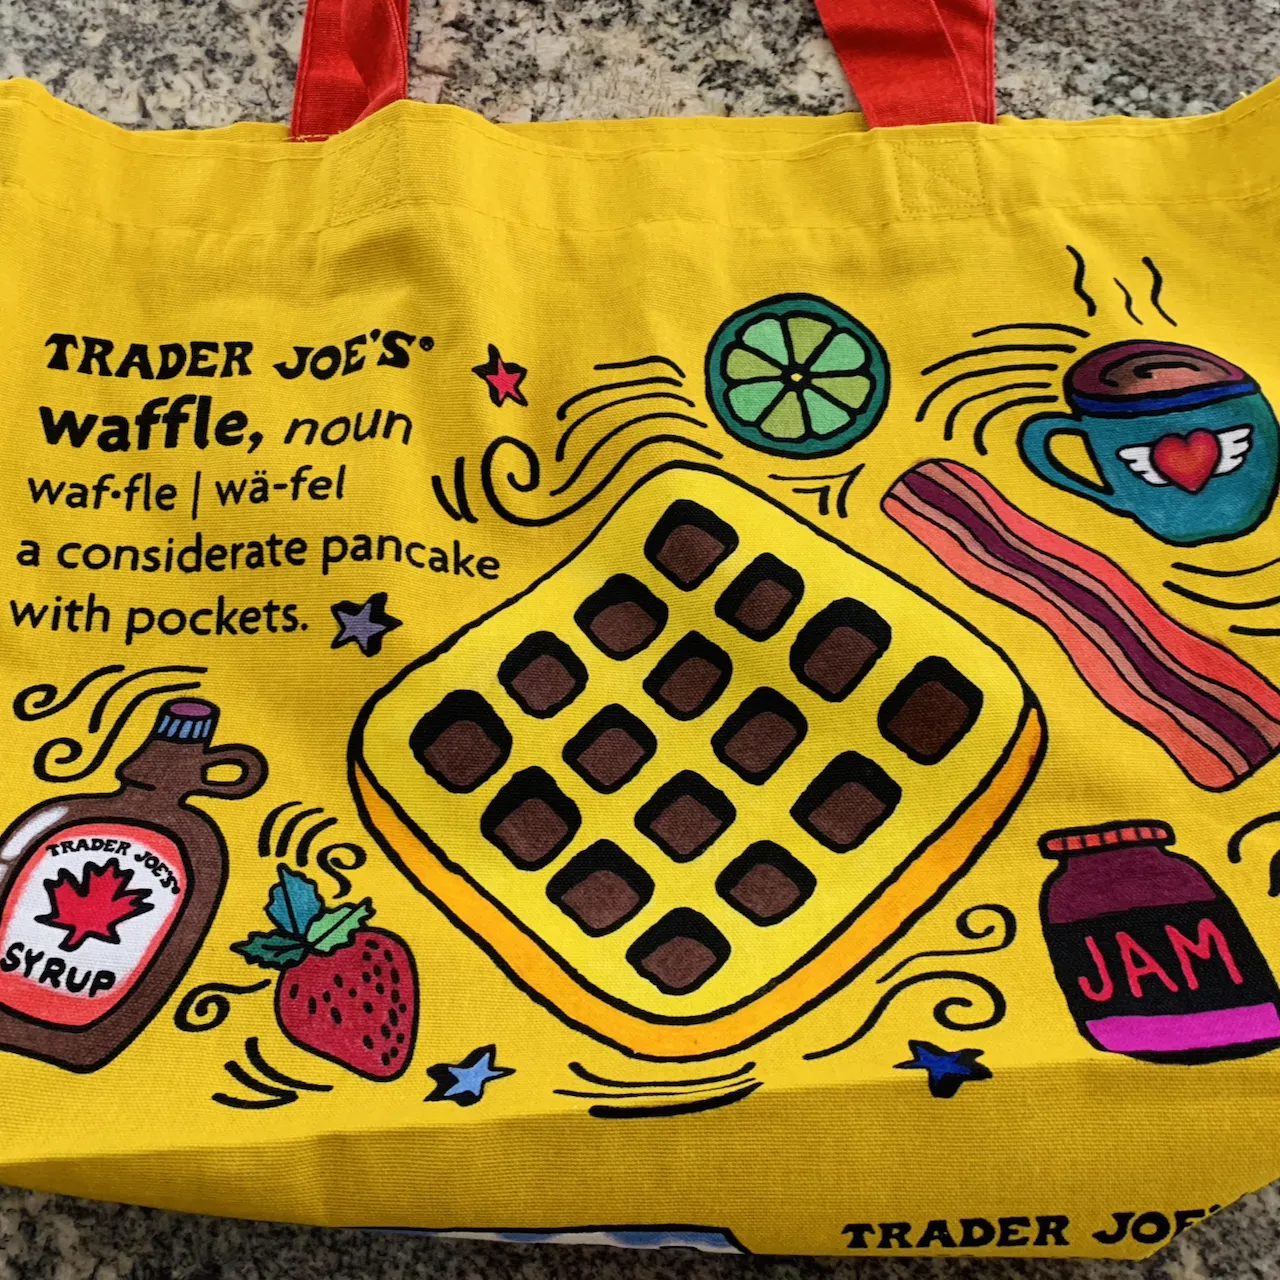 TRADER JOE'S®
waffle, noun
waf·fle | wä-fel
a considerate pancake
with pockets.
TRADER JOE'S
SYRUP
JAM
TRADER JOE'